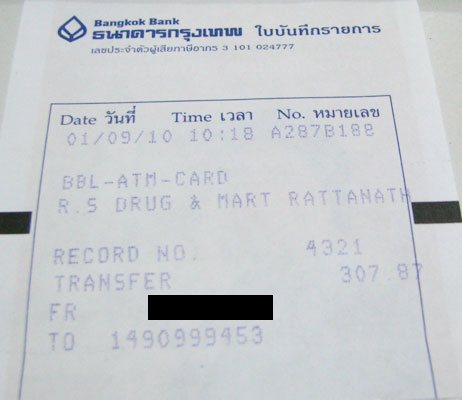 Bangkok Bank
ธนาคารกรุงเทพ ใบบันทึกรายการ
เลขประจำตัวผู้เสียภาษีอากร 3 101 024777
Date วันที่ Time เวลา No. หมายเลข
01/09/10 10:18 A287B188
BBL-ATM-CARD
R.S DRUG & MART RATTANATH
RECORD NO. 4321
TRANSFER 307.87
FR
TO 1490999453